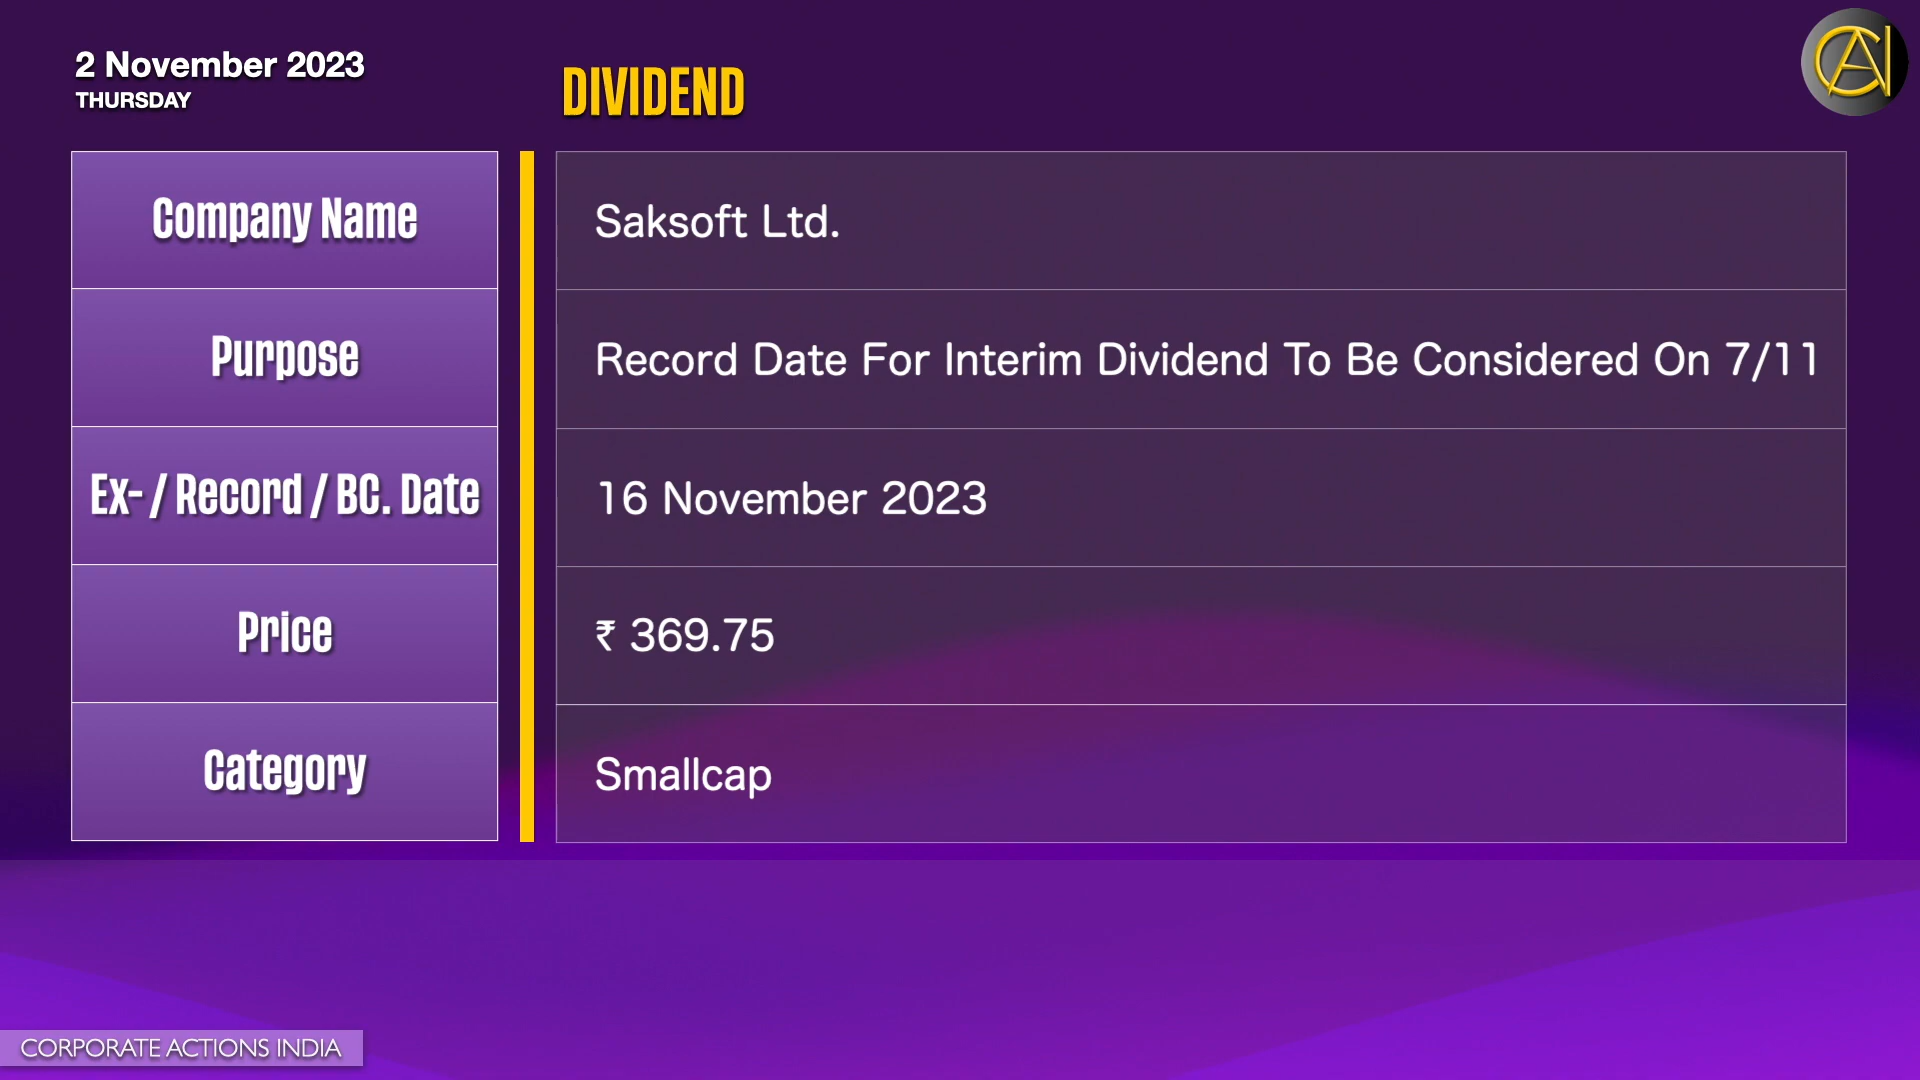 2 November 2023
THURSDAY
DIVIDEND
CAI
Company Name
Saksoft Ltd.
Purpose
Record Date For Interim Dividend To Be Considered On 7/11
Ex- / Record / BC. Date
16 November 2023
Price
₹ 369.75
Category
Smallcap
CORPORATE ACTIONS INDIA